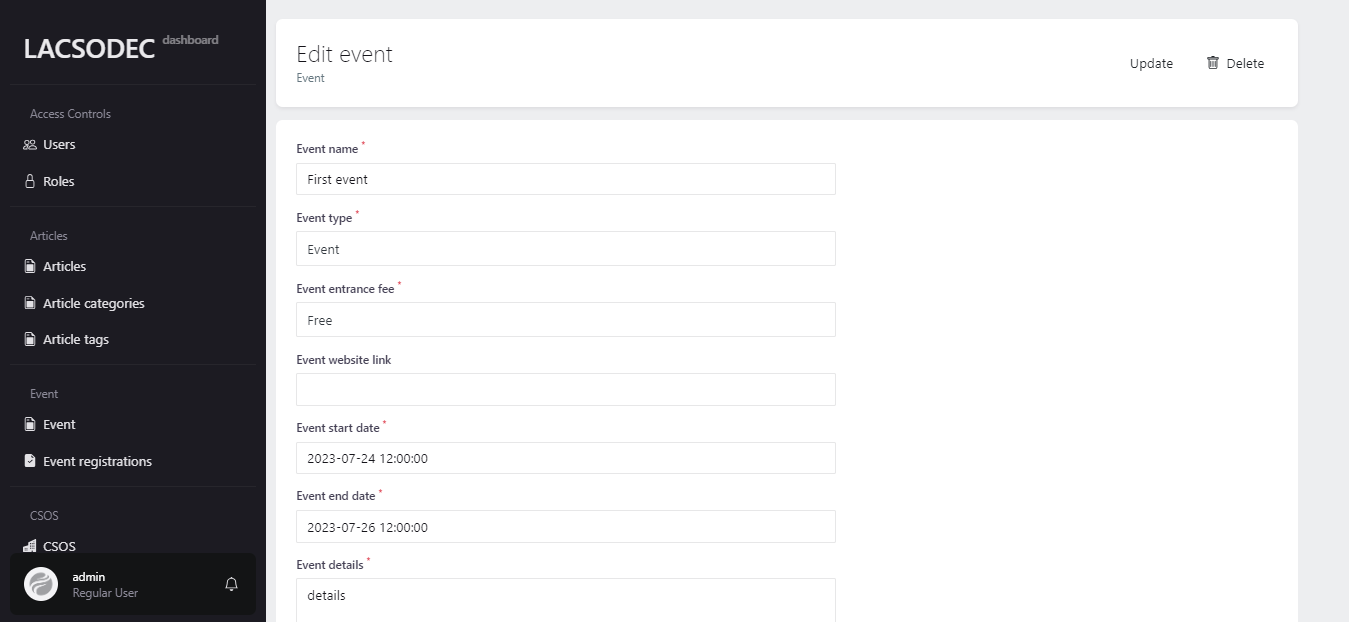 LACSODEC dashboard
Access Controls
Users
Roles
Articles
Articles
Article categories
Article tags
Event
Event
Event registrations
CSOS
CSOS
admin
Regular User
Edit event
Event
Update
Delete
Event name *
First event
Event type *
Event
Event entrance fee *
Free
Event website link
Event start date *
2023-07-24 12:00:00
Event end date *
2023-07-26 12:00:00
Event details *
details